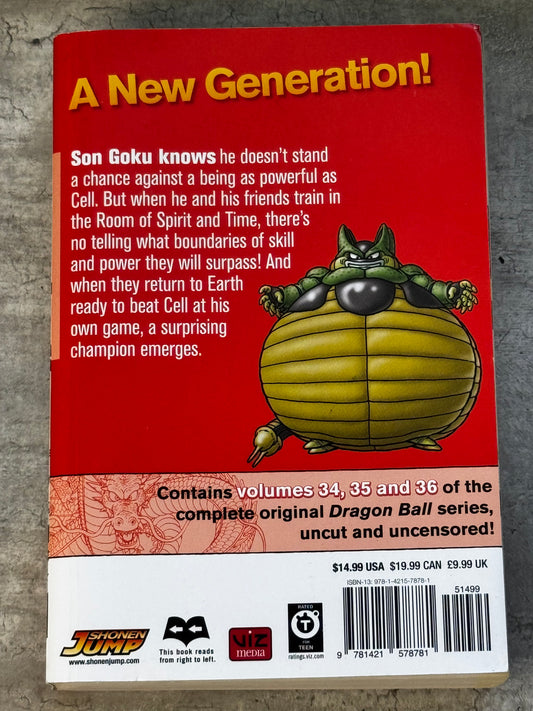 A New Generation!
Son Goku knows he doesn't stand
a chance against a being as powerful as
Cell. But when he and his friends train in
the Room of Spirit and Time, there's
no telling what boundaries of skill
and power they will surpass! And
when they return to Earth
ready to beat Cell at his
own game, a surprising
champion emerges.
Contains volumes 34, 35 and 36 of the
complete original Dragon Ball series,
uncut and uncensored!
$14.99 USA $19.99 CAN £9.99 UK
ISBN-13: 978-1-4215-7878-1
51499
SHONEN
JUMP
www.shonenjump.com
This book reads
from right to left.
VIZ
MEDIA
RATED
T
FOR
TEEN
ratings.viz.com
9 781421 578781